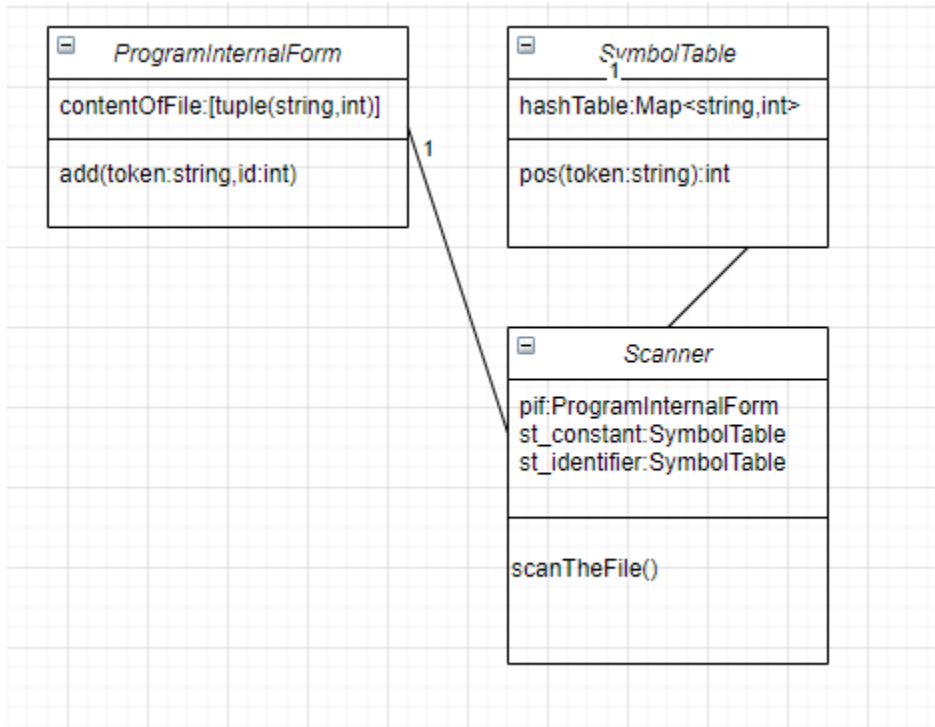 ProgramInternalForm
contentOfFile:[tuple(string,int)]
add(token:string,id:int)
1
SymbolTable
1
hashTable:Map<string,int>
pos(token:string):int
Scanner
pif:ProgramInternalForm
st_constant:SymbolTable
st_identifier:SymbolTable
scanTheFile()